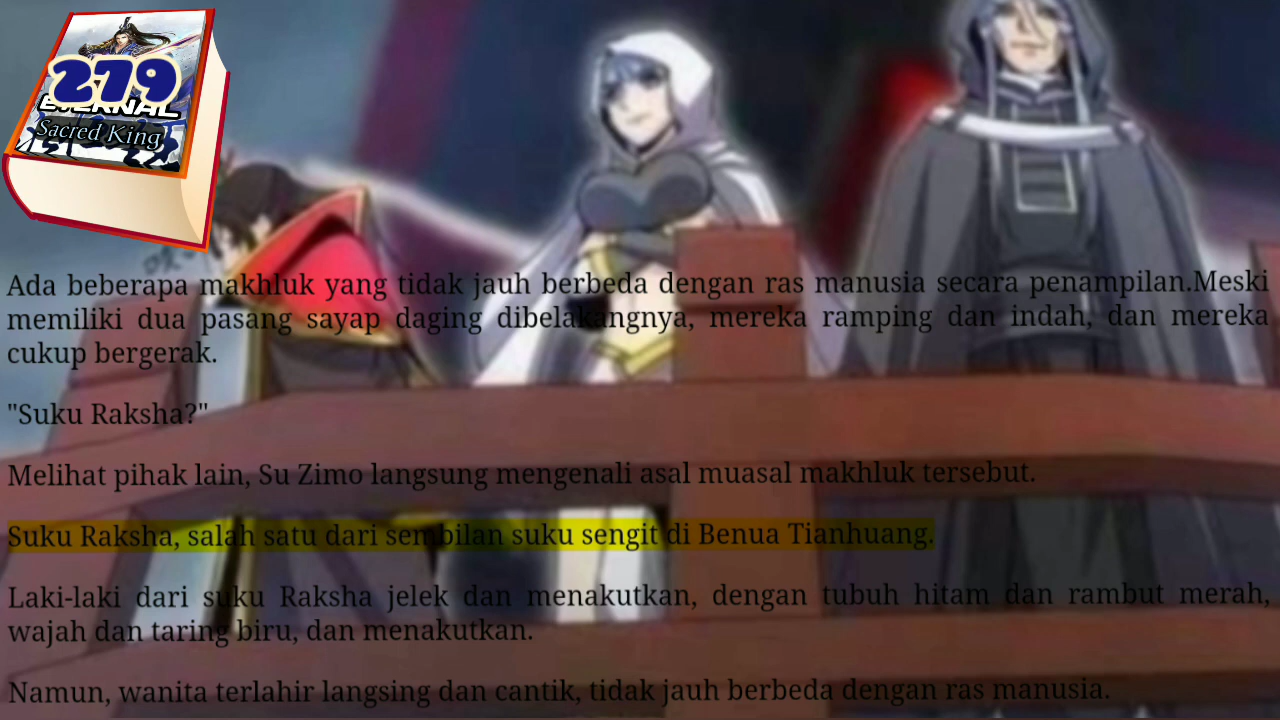 279
ETERNAL
Sacred King
Ada beberapa makhluk yang tidak jauh berbeda dengan ras manusia secara penampilan.Meski
memiliki dua pasang sayap daging dibelakangnya, mereka ramping dan indah, dan mereka
cukup bergerak.
"Suku Raksha?"
Melihat pihak lain, Su Zimo langsung mengenali asal muasal makhluk tersebut.
Suku Raksha, salah satu dari sembilan suku sengit di Benua Tianhuang.
Laki-laki dari suku Raksha jelek dan menakutkan, dengan tubuh hitam dan rambut merah,
wajah dan taring biru, dan menakutkan.
Namun, wanita terlahir langsing dan cantik, tidak jauh berbeda dengan ras manusia.